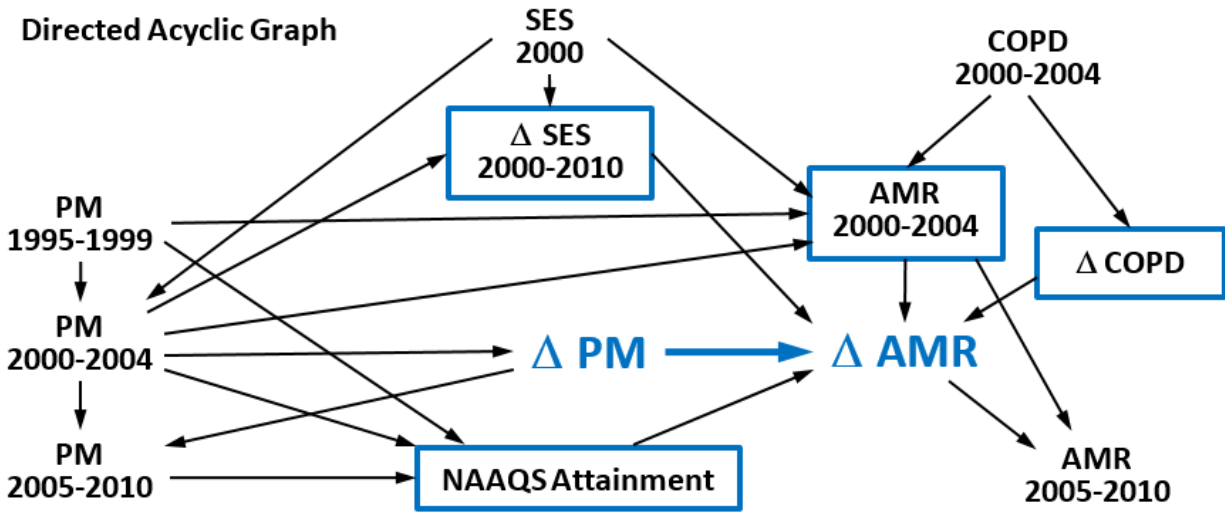 Directed Acyclic Graph
SES
2000
COPD
2000-2004
Δ SES
2000-2010
AMR
2000-2004
PM
1995-1999
Δ COPD
PM
2000-2004
Δ PM
Δ AMR
PM
2005-2010
NAAQS Attainment
AMR
2005-2010